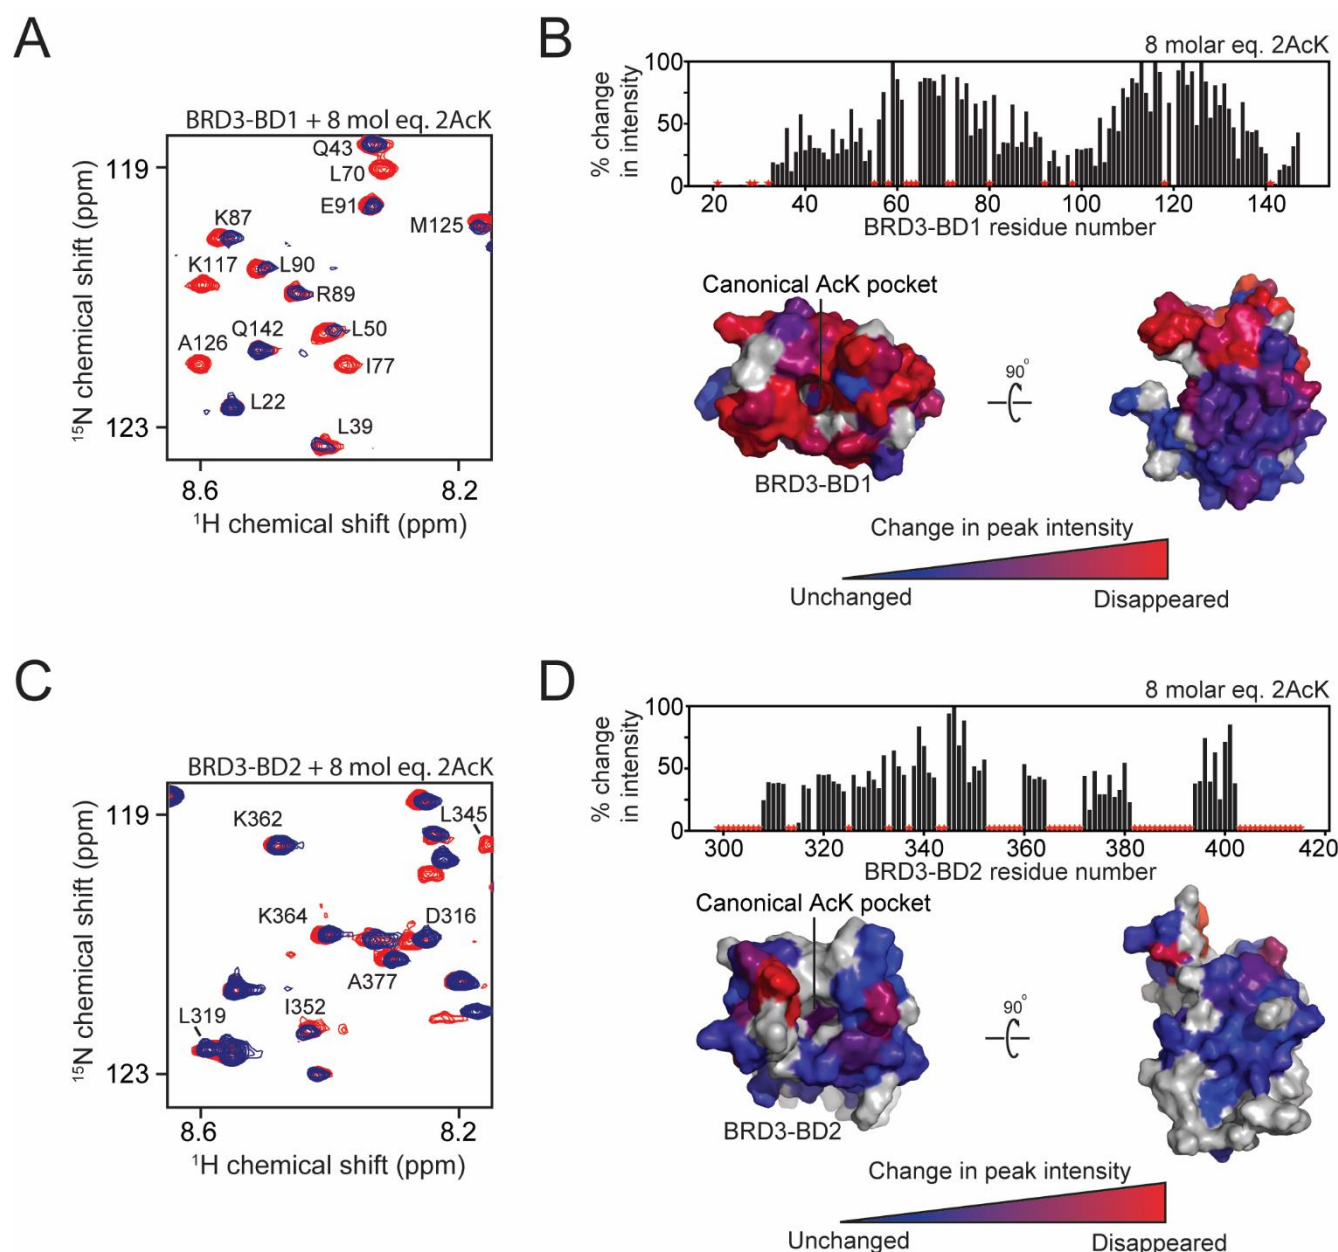 A
BRD3-BD1 + 8 mol eq. 2AcK
119
123
8.6
8.2
15N chemical shift (ppm)
1H chemical shift (ppm)
Q43
L70
E91
M125
K87
K117
L90
R89
A126
Q142
L50
I77
L22
L39
B
8 molar eq. 2AcK
% change
in intensity
100
50
0
20 40 60 80 100 120 140
BRD3-BD1 residue number
Canonical AcK pocket
90°
BRD3-BD1
Change in peak intensity
Unchanged
Disappeared
C
BRD3-BD2 + 8 mol eq. 2AcK
119
123
8.6
8.2
15N chemical shift (ppm)
1H chemical shift (ppm)
K362
L345
K364
D316
A377
I352
L319
D
8 molar eq. 2AcK
% change
in intensity
100
50
0
300 320 340 360 380 400 420
BRD3-BD2 residue number
Canonical AcK pocket
90°
BRD3-BD2
Change in peak intensity
Unchanged
Disappeared